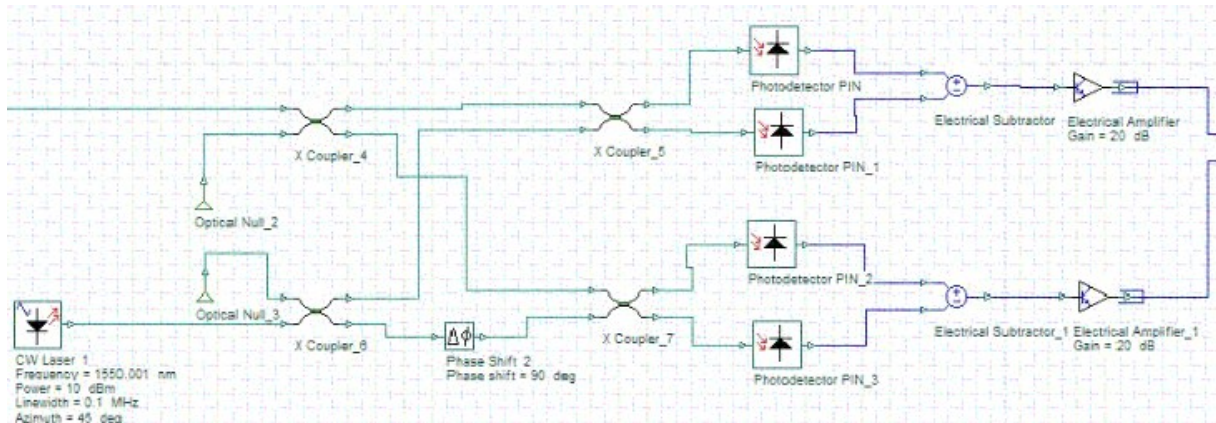 Photodetector PIN
Electrical Subtractor
Electrical Amplifier
Gain = 20 dB
X Coupler_4
X Coupler_5
Photodetector PIN_1
Optical Null_2
Photodetector PIN_2
Optical Null_3
X Coupler_6
X Coupler_7
Electrical Subtractor_1
Electrical Amplifier_1
Gain = 20 dB
CW Laser_1
Frequency = 1550.001 nm
Power = 10 dBm
Linewidth = 0.1 MHz
Azimuth = 45 deg
Phase Shift_2
Phase shift = 90 deg
Photodetector PIN_3